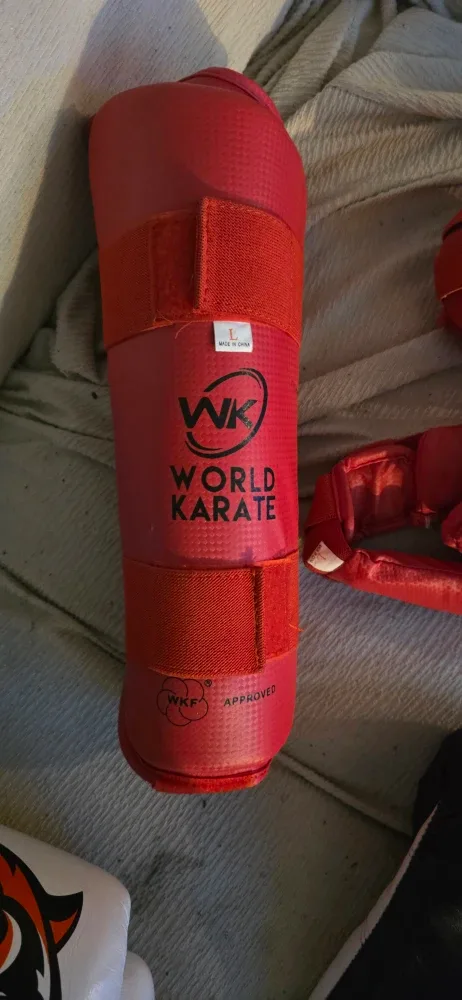 L
MADE IN CHINA
WK
WORLD
KARATE
WKF® APPROVED